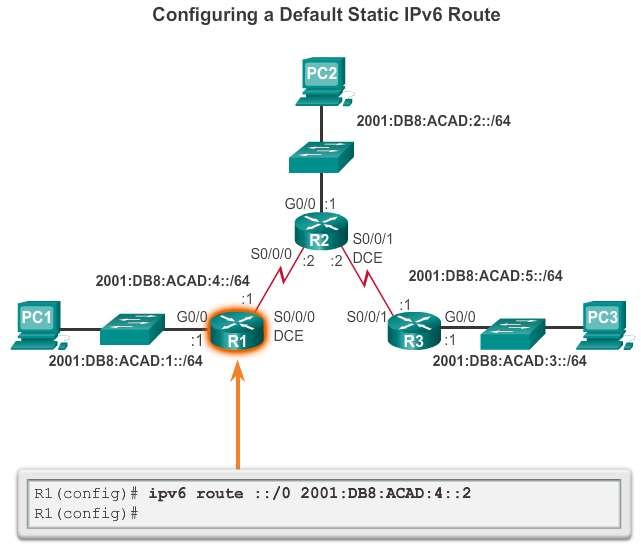 Configuring a Default Static IPv6 Route
PC2
2001:DB8:ACAD:2::/64
G0/0 :1
R2
S0/0/0
S0/0/1
:2 :2 DCE
2001:DB8:ACAD:4::/64
2001:DB8:ACAD:5::/64
:1
:1
PC1
G0/0
S0/0/0
S0/0/1
G0/0
PC3
:1
R1
DCE
R3
:1
2001:DB8:ACAD:1::/64
2001:DB8:ACAD:3::/64
R1(config)# ipv6 route ::/0 2001:DB8:ACAD:4::2
R1(config)#